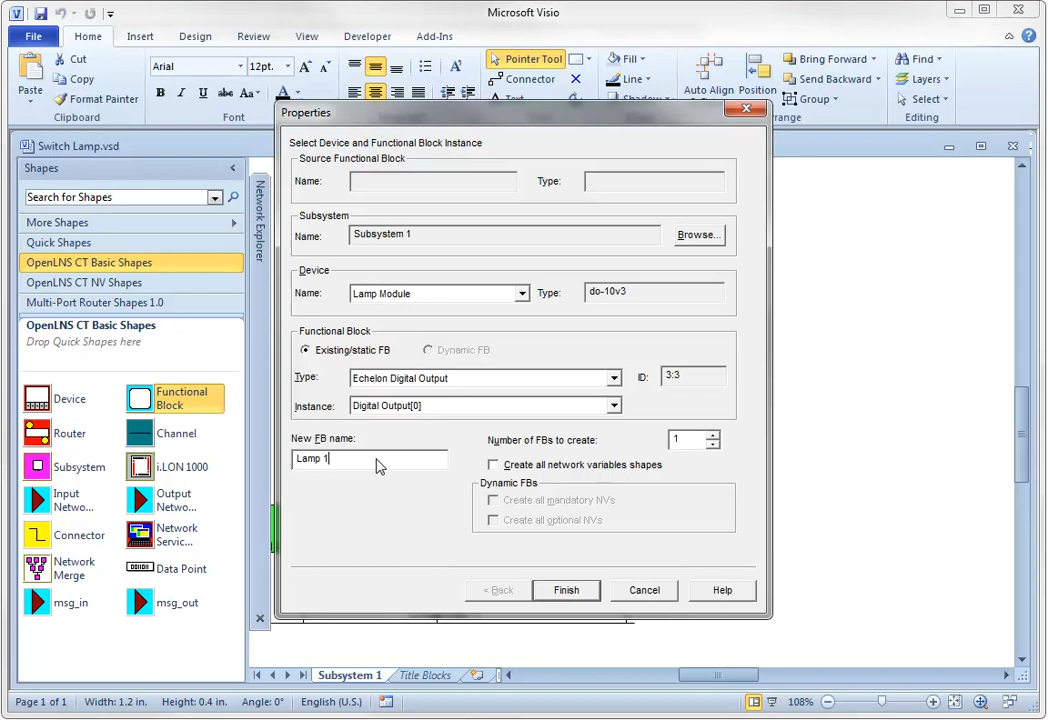 Microsoft Visio
File Home Insert Design Review View Developer Add-Ins
Paste
Cut
Copy
Format Painter
Clipboard
Arial 12pt.
B I U abc Aa A
Font
Pointer Tool
Connector
Text
Fill
Line
Shadow
Auto Align
Position
Bring Forward
Send Backward
Group
Arrange
Find
Layers
Select
Editing
Switch Lamp.vsd
Shapes
Search for Shapes
More Shapes
Quick Shapes
OpenLNS CT Basic Shapes
OpenLNS CT NV Shapes
Multi-Port Router Shapes 1.0
OpenLNS CT Basic Shapes
Drop Quick Shapes here
Device
Functional Block
Router
Channel
Subsystem
i.LON 1000
Input Netwo...
Output Netwo...
Connector
Network Servic...
Network Merge
Data Point
msg_in
msg_out
Network Explorer
Properties
Select Device and Functional Block Instance
Source Functional Block
Name:
Type:
Subsystem
Name: Subsystem 1 Browse...
Device
Name: Lamp Module Type: do-10v3
Functional Block
Existing/static FB Dynamic FB
Type: Echelon Digital Output ID: 3:3
Instance: Digital Output[0]
New FB name:
Lamp 1
Number of FBs to create: 1
Create all network variables shapes
Dynamic FBs
Create all mandatory NVs
Create all optional NVs
< Back Finish Cancel Help
Subsystem 1 Title Blocks
Page 1 of 1 Width: 1.2 in. Height: 0.4 in. Angle: 0° English (U.S.) 108%